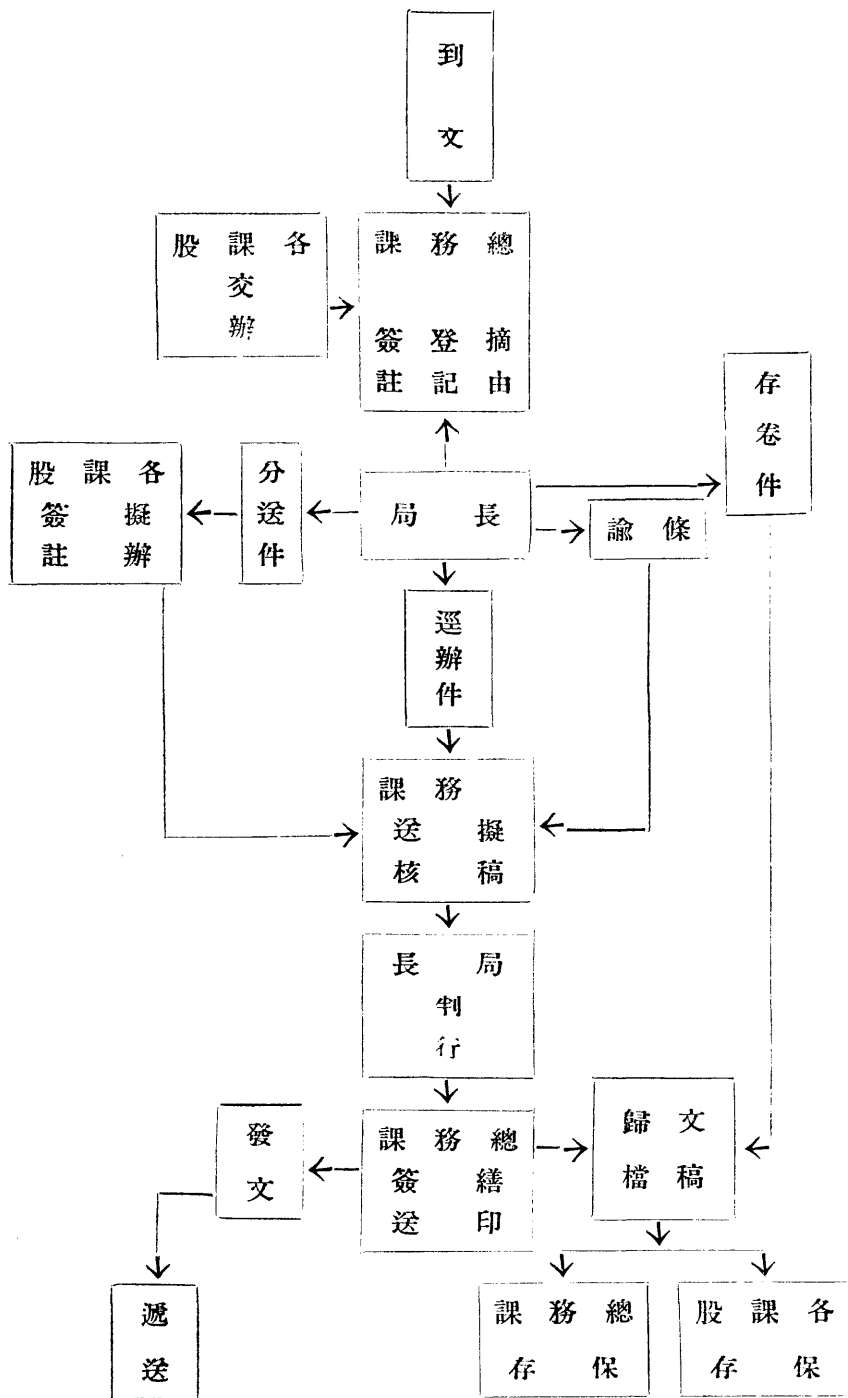 到文
各課股
交辦
總務課
摘由
登記
簽註
存卷件
各課股
擬辦
簽註
分送件
局長
諭條
逕辦件
務課
擬稿
送核
局長
判行
發文
總務課
繕印
簽送
文稿
歸檔
遞送
總務課
保存
各課股
保存